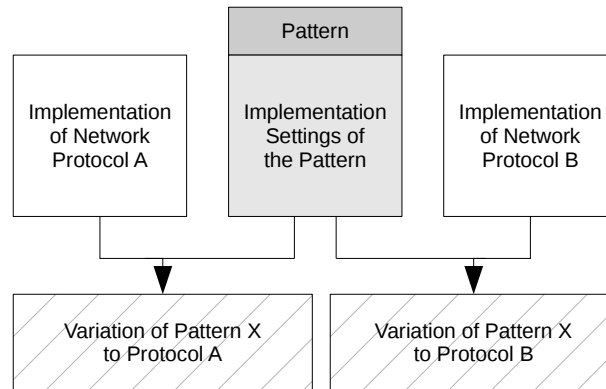 Pattern
Implementation
of Network
Protocol A
Implementation
Settings of
the Pattern
Implementation
of Network
Protocol B
Variation of Pattern X
to Protocol A
Variation of Pattern X
to Protocol B